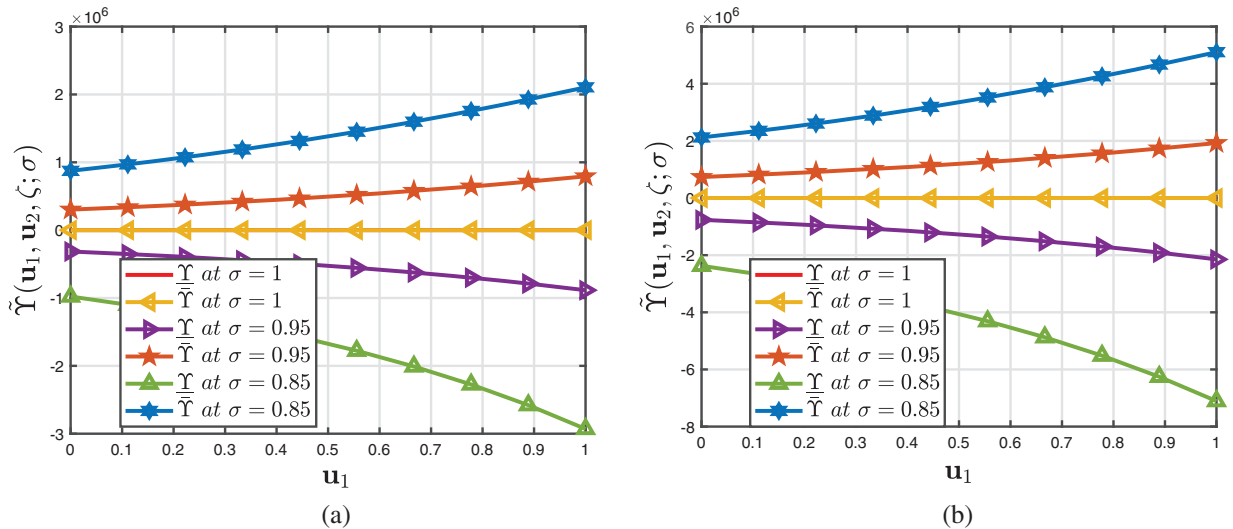 ×10⁶
3
2
1
0
-1
-2
-3
Υ̃(u₁, u₂, ζ; σ)
0 0.1 0.2 0.3 0.4 0.5 0.6 0.7 0.8 0.9 1
u₁
Υ̲ at σ = 1
Ῡ at σ = 1
Υ̲ at σ = 0.95
Ῡ at σ = 0.95
Υ̲ at σ = 0.85
Ῡ at σ = 0.85
(a)
×10⁶
6
4
2
0
-2
-4
-6
-8
Υ̃(u₁, u₂, ζ; σ)
0 0.1 0.2 0.3 0.4 0.5 0.6 0.7 0.8 0.9 1
u₁
Υ̲ at σ = 1
Ῡ at σ = 1
Υ̲ at σ = 0.95
Ῡ at σ = 0.95
Υ̲ at σ = 0.85
Ῡ at σ = 0.85
(b)